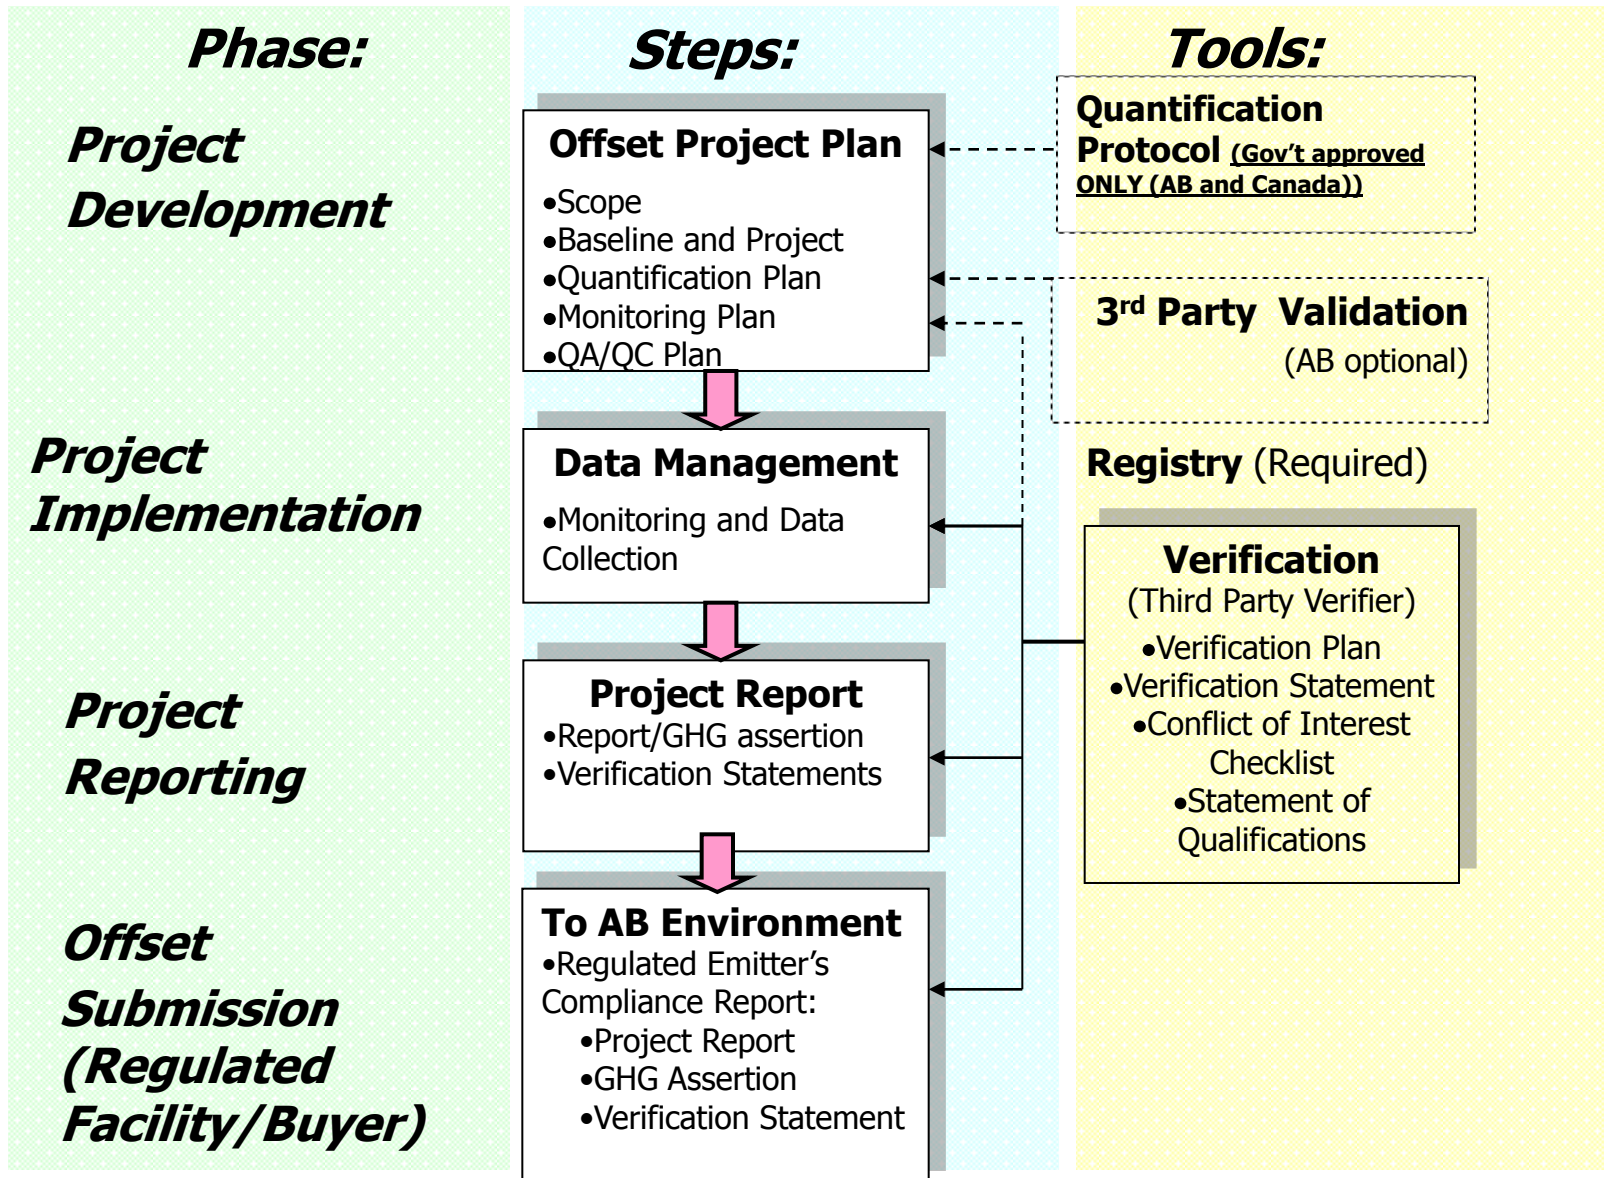 Phase:
Steps:
Tools:
Project
Development
Offset Project Plan
•Scope
•Baseline and Project
•Quantification Plan
•Monitoring Plan
•QA/QC Plan
Quantification
Protocol (Gov’t approved
ONLY (AB and Canada))
3rd Party Validation
(AB optional)
Project
Implementation
Data Management
•Monitoring and Data
Collection
Registry (Required)
Verification
(Third Party Verifier)
•Verification Plan
•Verification Statement
•Conflict of Interest
Checklist
•Statement of
Qualifications
Project
Reporting
Project Report
•Report/GHG assertion
•Verification Statements
Offset
Submission
(Regulated
Facility/Buyer)
To AB Environment
•Regulated Emitter’s
Compliance Report:
•Project Report
•GHG Assertion
•Verification Statement